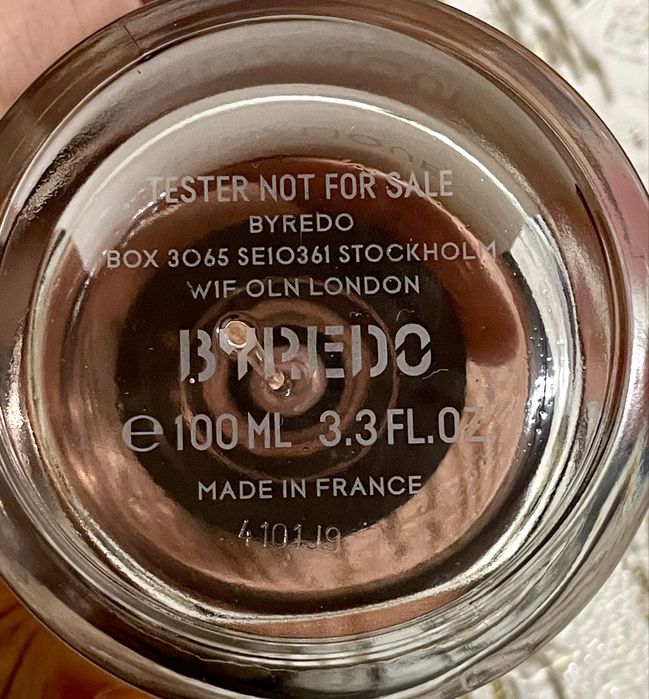 TESTER NOT FOR SALE
BYREDO
BOX 3065 SE10361 STOCKHOLM
W1F OLN LONDON
BYREDO
℮ 100 ML 3.3 FL.OZ.
MADE IN FRANCE
4101J9